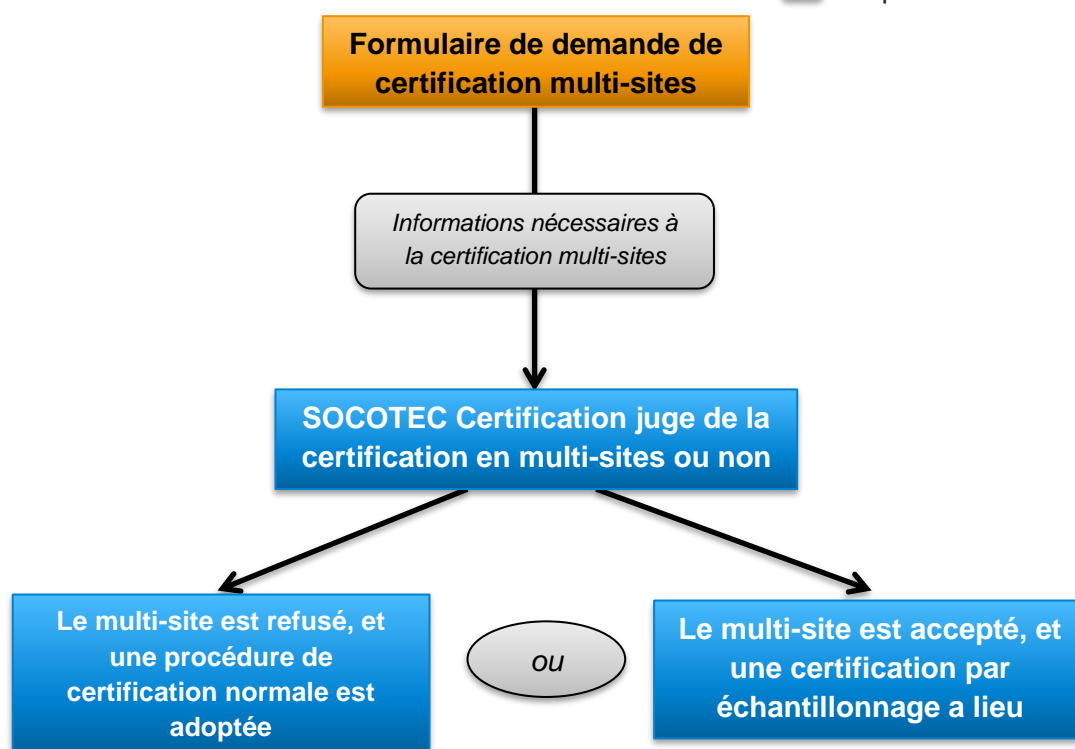 Formulaire de demande de
certification multi-sites
Informations nécessaires à
la certification multi-sites
SOCOTEC Certification juge de la
certification en multi-sites ou non
Le multi-site est refusé, et
une procédure de
certification normale est
adoptée
ou
Le multi-site est accepté, et
une certification par
échantillonnage a lieu